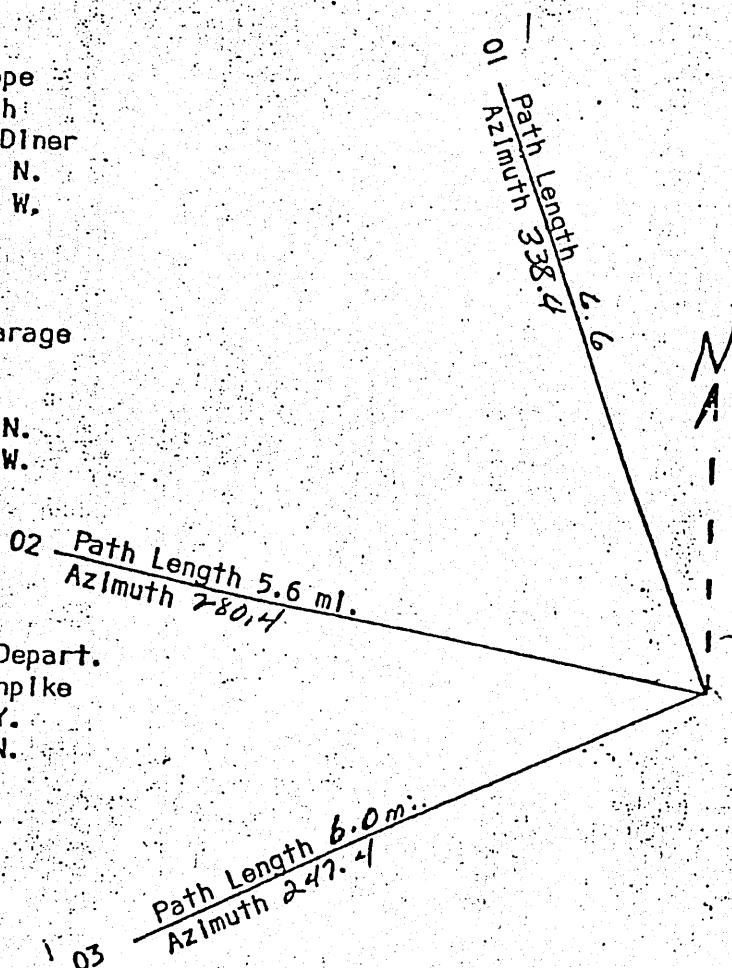 ope
h
Diner
N.
W.
arage
N.
W.
Depart.
npike
Y.
N.
01
Path Length 6.6
Azimuth 338.4
N
02
Path Length 5.6 mi.
Azimuth 280.4
03
Path Length 6.0 m.
Azimuth 247.4